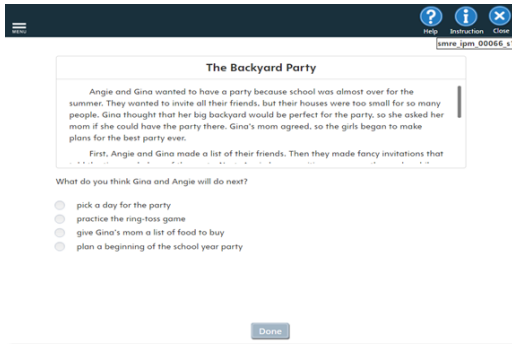 MENU
Help Instruction Close
smre_ipm_00066_s
The Backyard Party
Angie and Gina wanted to have a party because school was almost over for the
summer. They wanted to invite all their friends, but their houses were too small for so many
people. Gina thought that her big backyard would be perfect for the party, so she asked her
mom if she could have the party there. Gina's mom agreed, so the girls began to make
plans for the best party ever.
First, Angie and Gina made a list of their friends. Then they made fancy invitations that
What do you think Gina and Angie will do next?
pick a day for the party
practice the ring-toss game
give Gina's mom a list of food to buy
plan a beginning of the school year party
Done